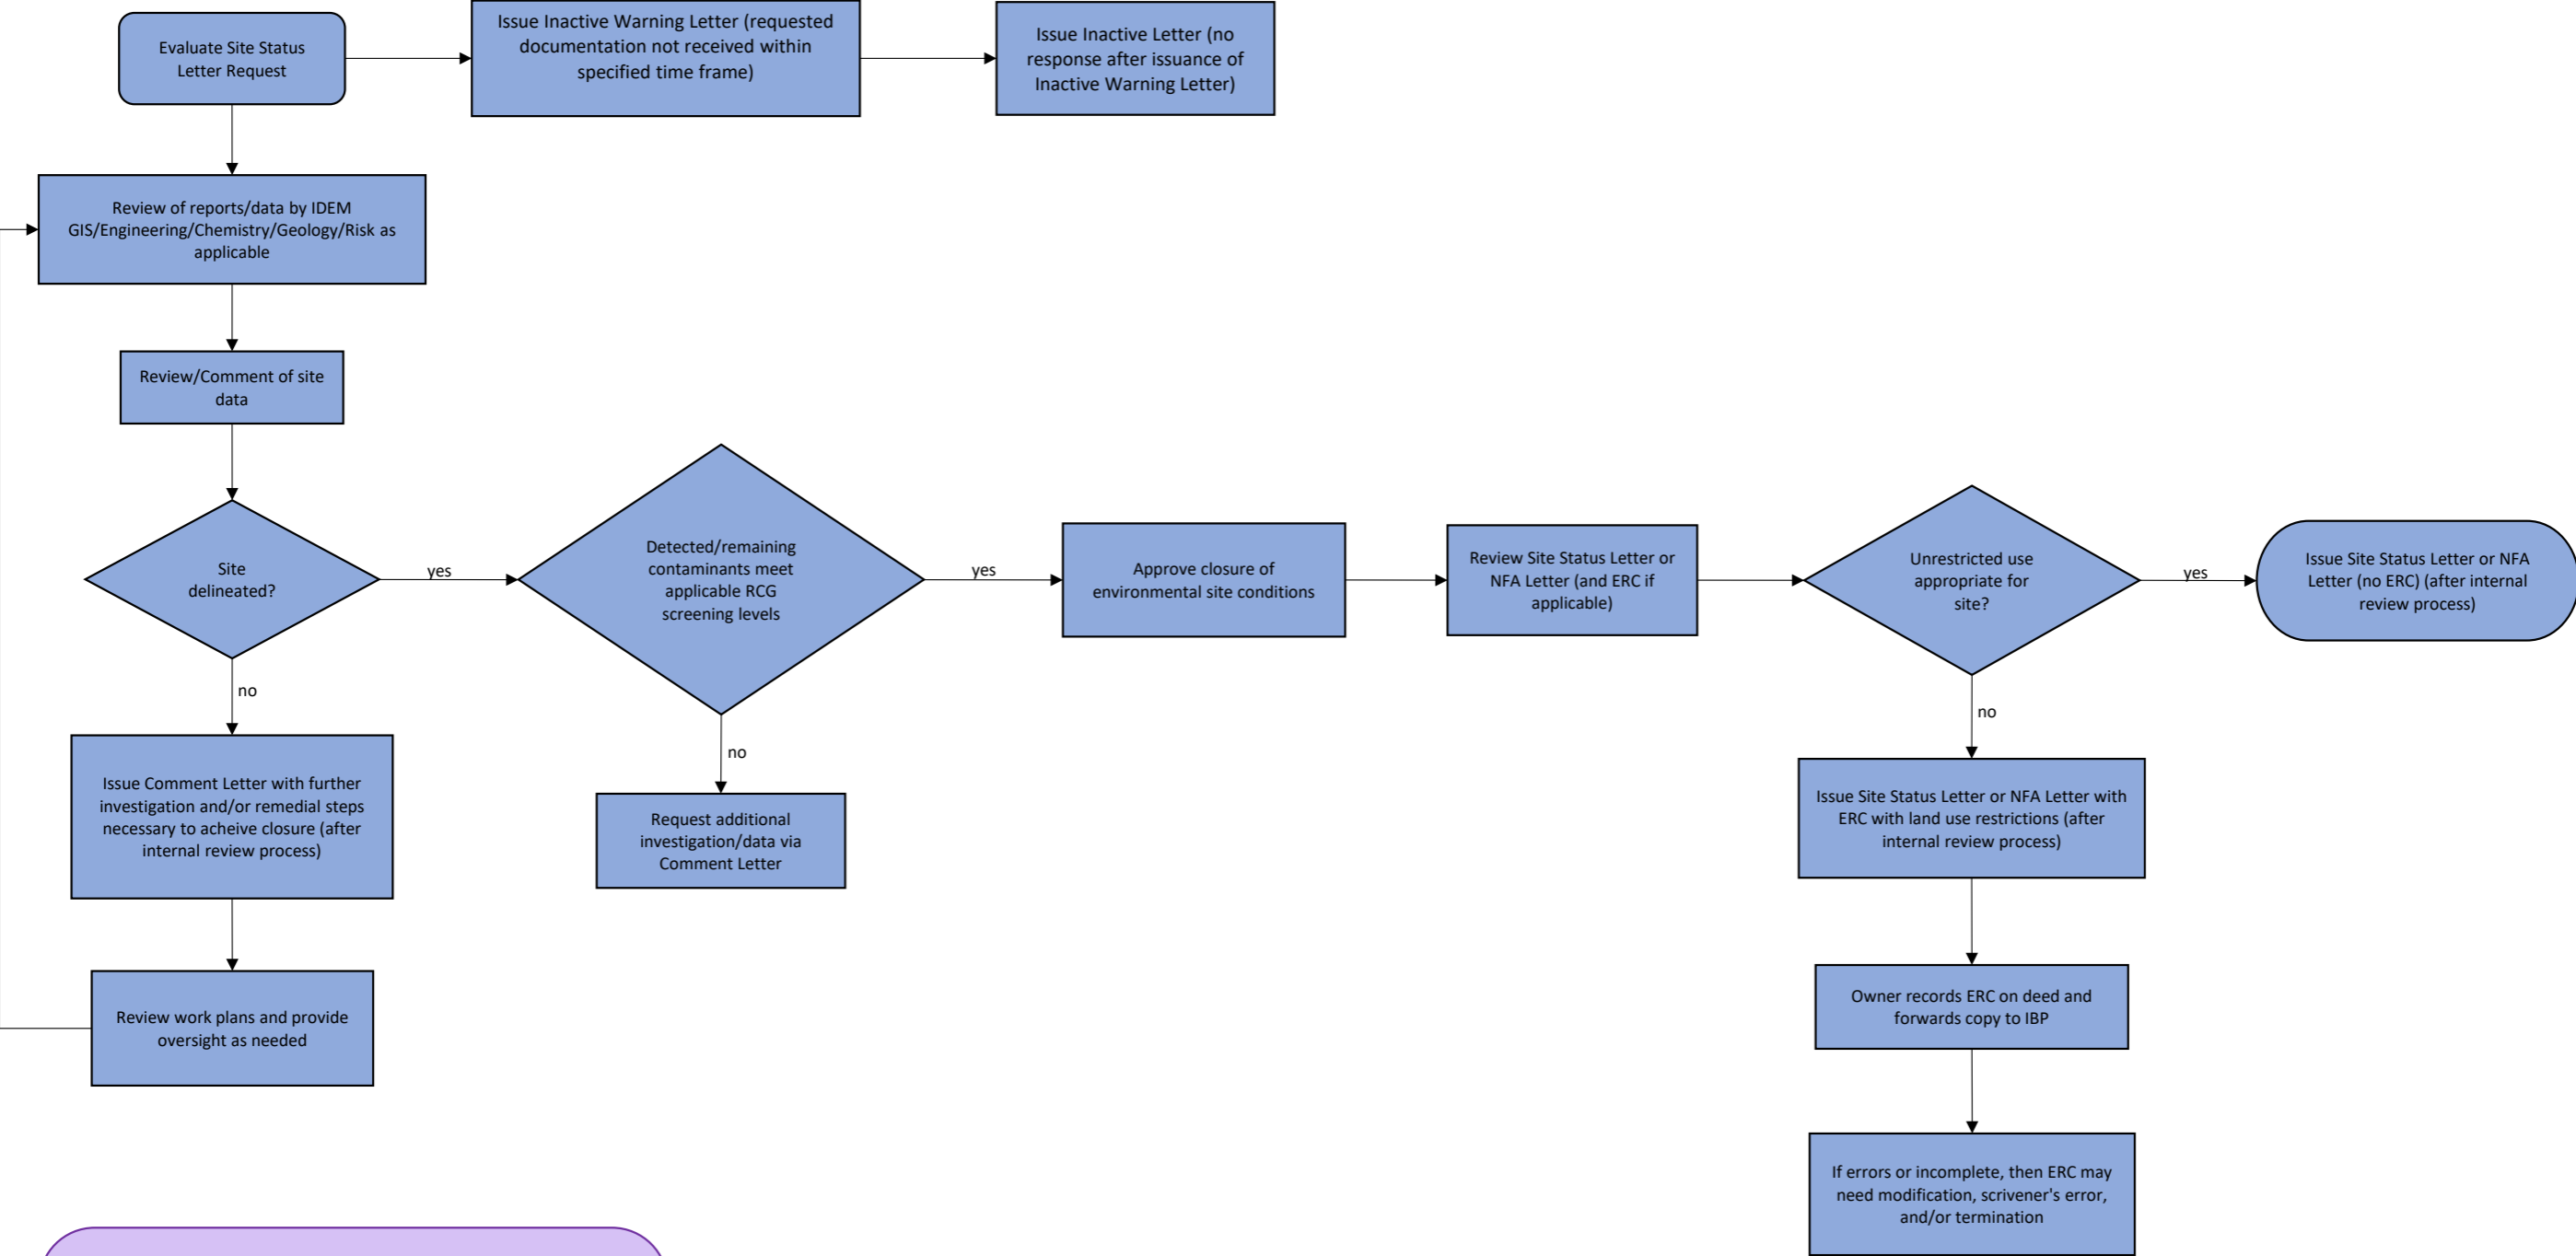 Evaluate Site Status
Letter Request
Issue Inactive Warning Letter (requested
documentation not received within
specified time frame)
Issue Inactive Letter (no
response after issuance of
Inactive Warning Letter)
Review of reports/data by IDEM
GIS/Engineering/Chemistry/Geology/Risk as
applicable
Review/Comment of site
data
Site
delineated?
yes
Detected/remaining
contaminants meet
applicable RCG
screening levels
yes
Approve closure of
environmental site conditions
Review Site Status Letter or
NFA Letter (and ERC if
applicable)
Unrestricted use
appropriate for
site?
yes
Issue Site Status Letter or NFA
Letter (no ERC) (after internal
review process)
no
Issue Comment Letter with further
investigation and/or remedial steps
necessary to acheive closure (after
internal review process)
no
Request additional
investigation/data via
Comment Letter
no
Issue Site Status Letter or NFA Letter with
ERC with land use restrictions (after
internal review process)
Review work plans and provide
oversight as needed
Owner records ERC on deed and
forwards copy to IBP
If errors or incomplete, then ERC may
need modification, scrivener's error,
and/or termination